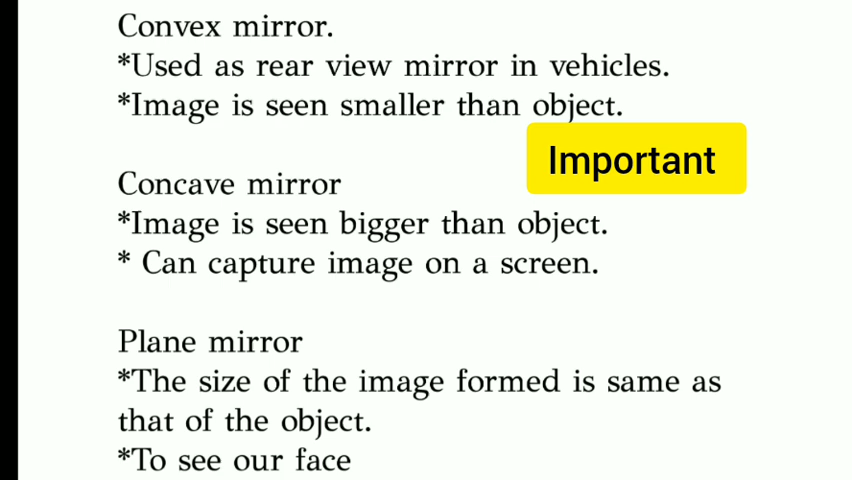 Convex mirror.
*Used as rear view mirror in vehicles.
*Image is seen smaller than object.
Important
Concave mirror
*Image is seen bigger than object.
* Can capture image on a screen.
Plane mirror
*The size of the image formed is same as
that of the object.
*To see our face